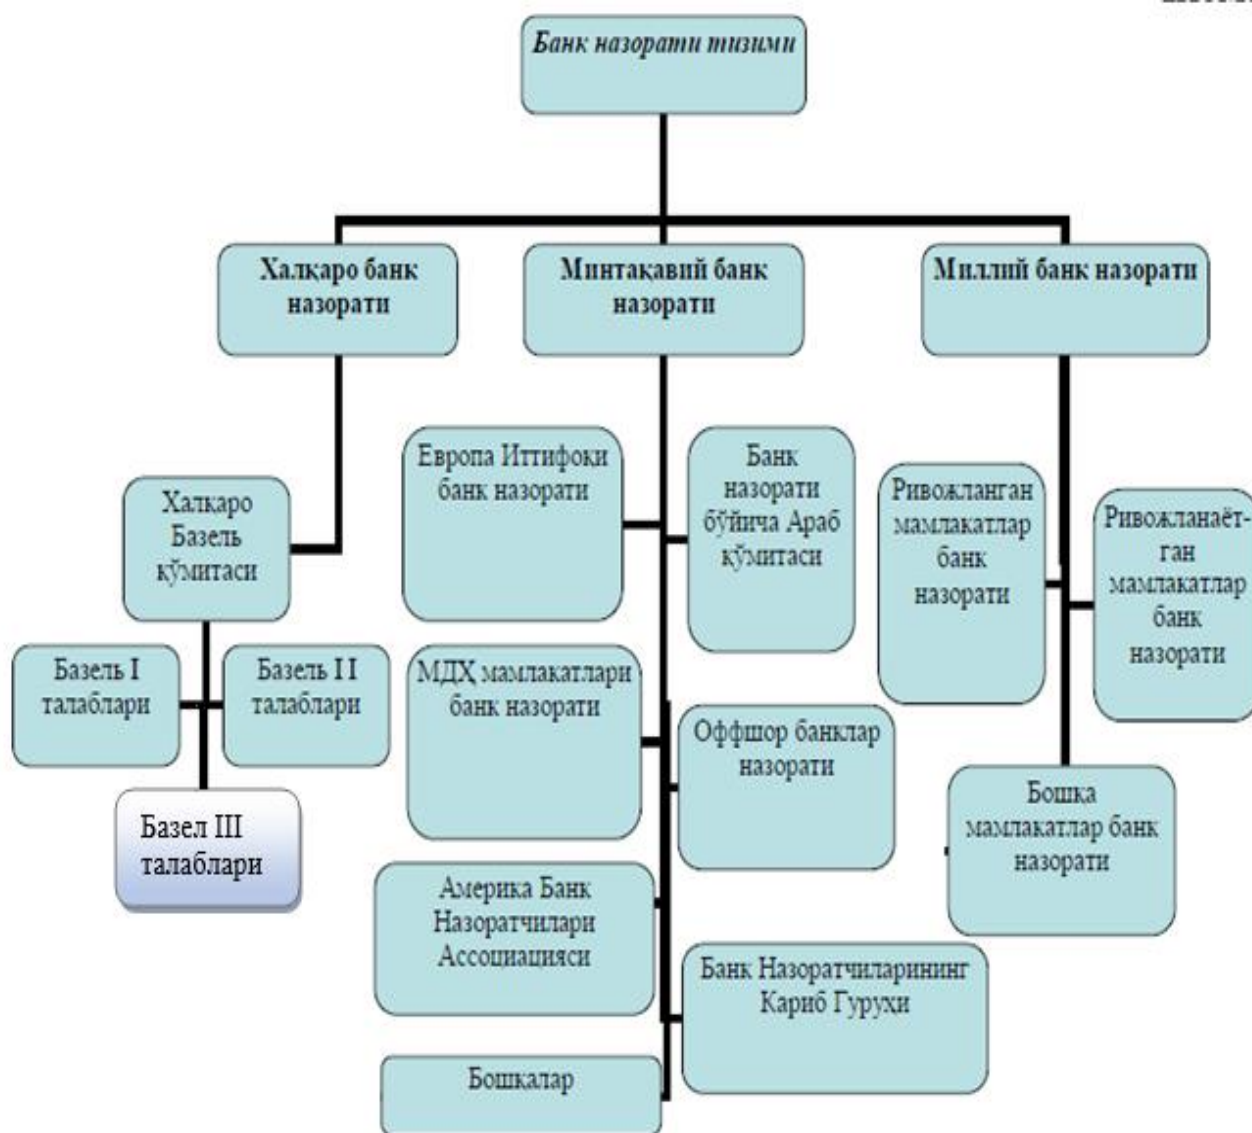 Банк назорати тизими
Халқаро банк
назорати
Минтақавий банк
назорати
Миллий банк назорати
Европа Иттифоқи
банк назорати
Банк
назорати
бўйича Араб
қўмитаси
Ривожланган
мамлакатлар
банк
назорати
Ривожланаёт-
ган
мамлакатлар
банк
назорати
Халқаро
Базель
қўмитаси
Базель I
талаблари
Базель II
талаблари
МДҲ мамлакатлари
банк назорати
Оффшор банклар
назорати
Бошқа
мамлакатлар банк
назорати
Базел III
талаблари
Америка Банк
Назоратчилари
Ассоциацияси
Банк Назоратчиларининг
Кариб Гуруҳи
Бошқалар